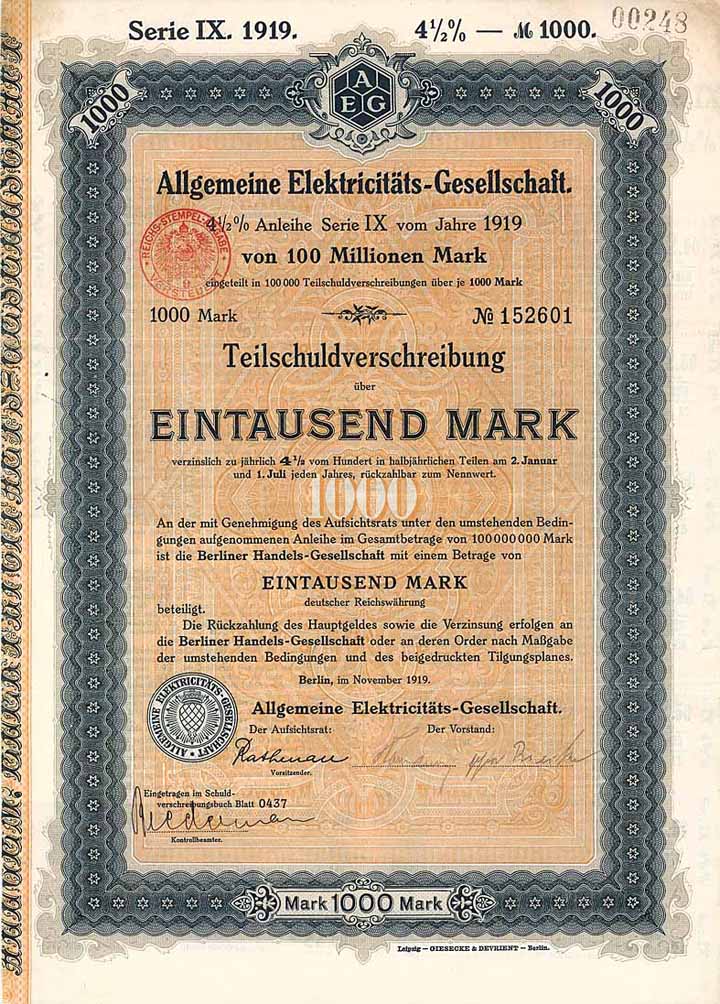 Serie IX. 1919. 4½% — ℳ 1000. 00248
1000 AEG 1000
Allgemeine Elektricitäts-Gesellschaft.
4½% Anleihe Serie IX vom Jahre 1919
von 100 Millionen Mark
eingeteilt in 100 000 Teilschuldverschreibungen über je 1000 Mark
REICHS-STEMPEL-ABGABE
VERSTEUERT
1000 Mark № 152601
Teilschuldverschreibung
über
EINTAUSEND MARK
verzinslich zu jährlich 4½ vom Hundert in halbjährlichen Teilen am 2. Januar
und 1. Juli jeden Jahres, rückzahlbar zum Nennwert.
1000
An der mit Genehmigung des Aufsichtsrats unter den umstehenden Bedin-
gungen aufgenommenen Anleihe im Gesamtbetrage von 100 000 000 Mark
ist die Berliner Handels-Gesellschaft mit einem Betrage von
EINTAUSEND MARK
deutscher Reichswährung
beteiligt.
Die Rückzahlung des Hauptgeldes sowie die Verzinsung erfolgen an
die Berliner Handels-Gesellschaft oder an deren Order nach Maßgabe
der umstehenden Bedingungen und des beigedruckten Tilgungsplanes.
Berlin, im November 1919.
ALLGEMEINE ELEKTRICITÄTS-GESELLSCHAFT
Allgemeine Elektricitäts-Gesellschaft.
Der Aufsichtsrat: Der Vorstand:
Rathenau
Vorsitzender.
Eingetragen im Schuld-
verschreibungsbuch Blatt 0437
Kontrollbeamter.
Mark 1000 Mark
Leipzig — GIESECKE & DEVRIENT — Berlin.